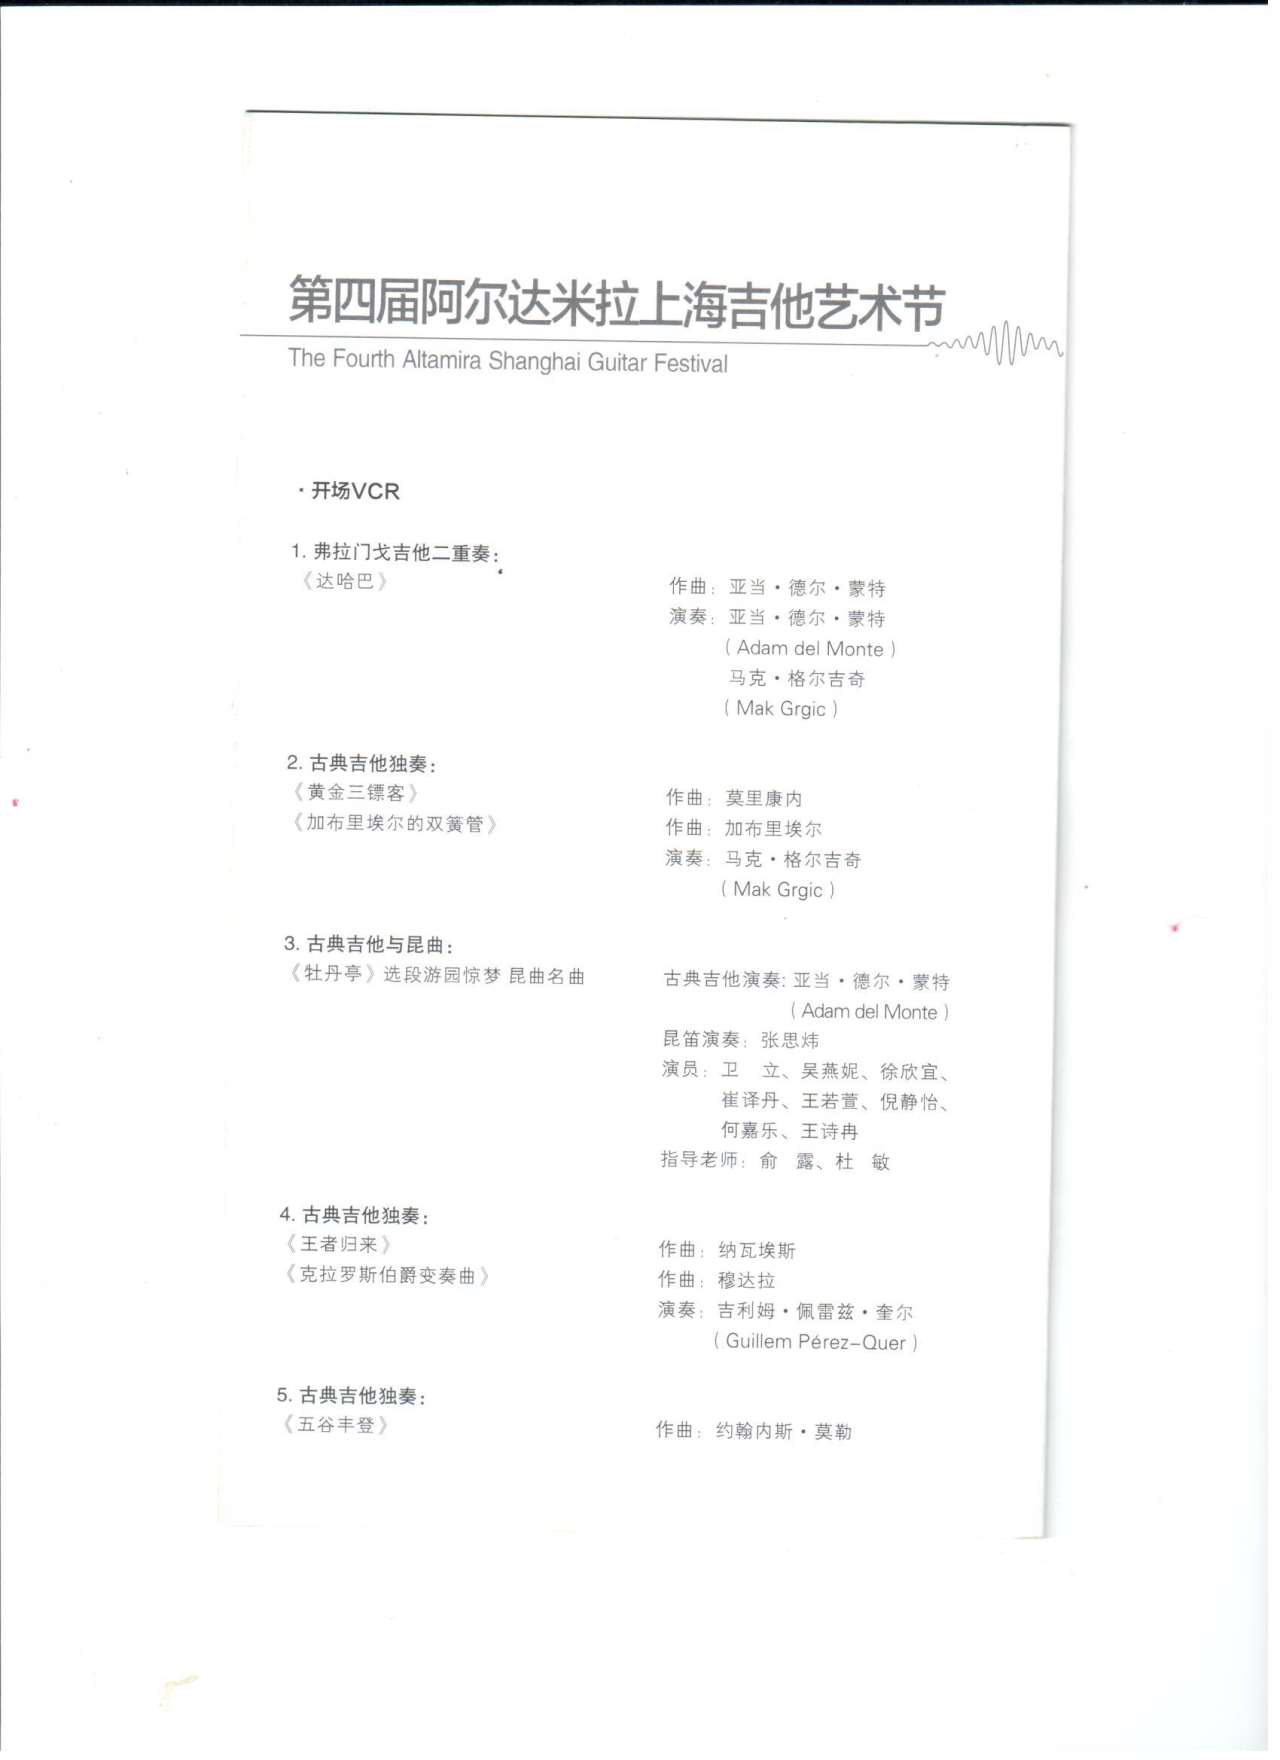 第四届阿尔达米拉上海吉他艺术节
The Fourth Altamira Shanghai Guitar Festival
·开场VCR
1. 弗拉门戈吉他二重奏：
《达哈巴》
作曲：亚当·德尔·蒙特
演奏：亚当·德尔·蒙特
（Adam del Monte）
马克·格尔吉奇
（Mak Grgic）
2. 古典吉他独奏：
《黄金三镖客》 作曲：莫里康内
《加布里埃尔的双簧管》 作曲：加布里埃尔
演奏：马克·格尔吉奇
（Mak Grgic）
3. 古典吉他与昆曲：
《牡丹亭》选段游园惊梦 昆曲名曲 古典吉他演奏：亚当·德尔·蒙特
（Adam del Monte）
昆笛演奏：张思炜
演员：卫　立、吴燕妮、徐欣宜、
崔译丹、王若萱、倪静怡、
何嘉乐、王诗冉
指导老师：俞　露、杜　敏
4. 古典吉他独奏：
《王者归来》 作曲：纳瓦埃斯
《克拉罗斯伯爵变奏曲》 作曲：穆达拉
演奏：吉利姆·佩雷兹·奎尔
（Guillem Pérez-Quer）
5. 古典吉他独奏：
《五谷丰登》 作曲：约翰内斯·莫勒